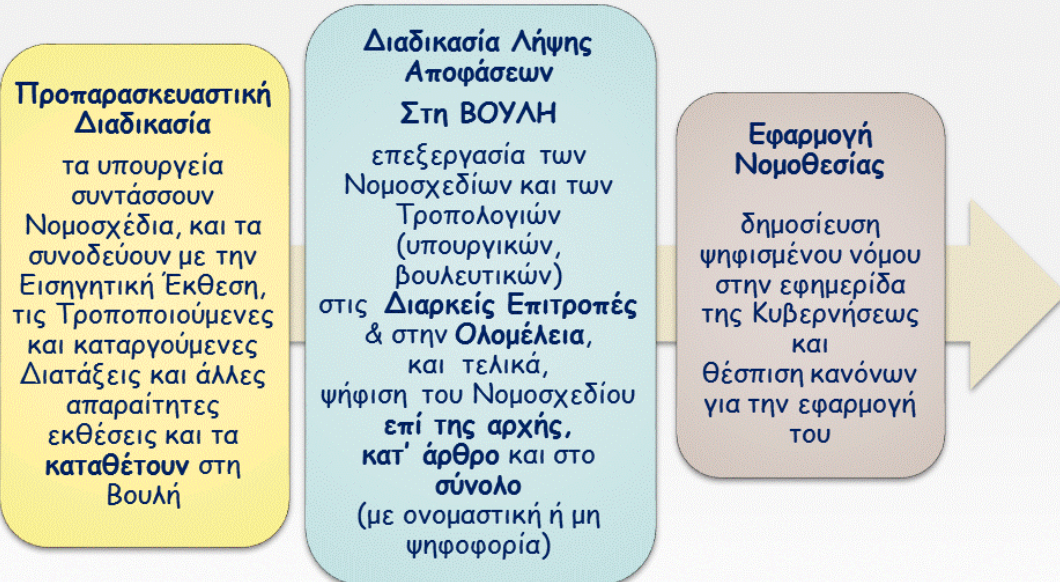 Προπαρασκευαστική
Διαδικασία
τα υπουργεία
συντάσσουν
Νομοσχέδια, και τα
συνοδεύουν με την
Εισηγητική Έκθεση,
τις Τροποποιούμενες
και καταργούμενες
Διατάξεις και άλλες
απαραίτητες
εκθέσεις και τα
καταθέτουν στη
Βουλή
Διαδικασία Λήψης
Αποφάσεων
Στη ΒΟΥΛΗ
επεξεργασία των
Νομοσχεδίων και των
Τροπολογιών
(υπουργικών,
βουλευτικών)
στις Διαρκείς Επιτροπές
& στην Ολομέλεια,
και τελικά,
ψήφιση του Νομοσχεδίου
επί της αρχής,
κατ' άρθρο και στο
σύνολο
(με ονομαστική ή μη
ψηφοφορία)
Εφαρμογή
Νομοθεσίας
δημοσίευση
ψηφισμένου νόμου
στην εφημερίδα
της Κυβερνήσεως
και
θέσπιση κανόνων
για την εφαρμογή
του